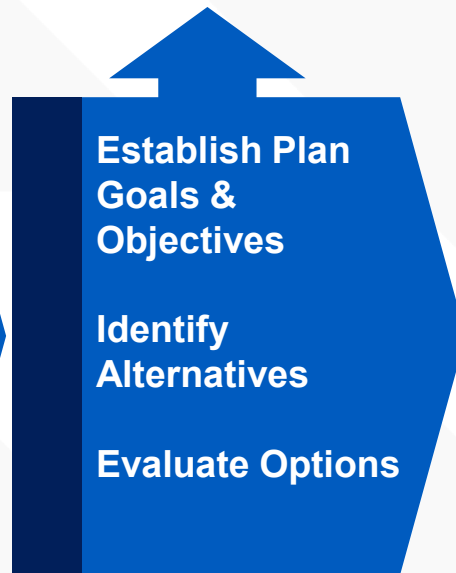 Establish Plan
Goals &
Objectives
Identify
Alternatives
Evaluate Options